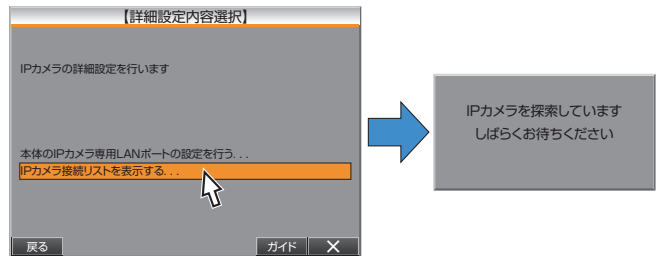 【詳細設定内容選択】
IPカメラの詳細設定を行います
本体のIPカメラ専用LANポートの設定を行う...
IPカメラ接続リストを表示する...
戻る
ガイド
IPカメラを探索しています
しばらくお待ちください